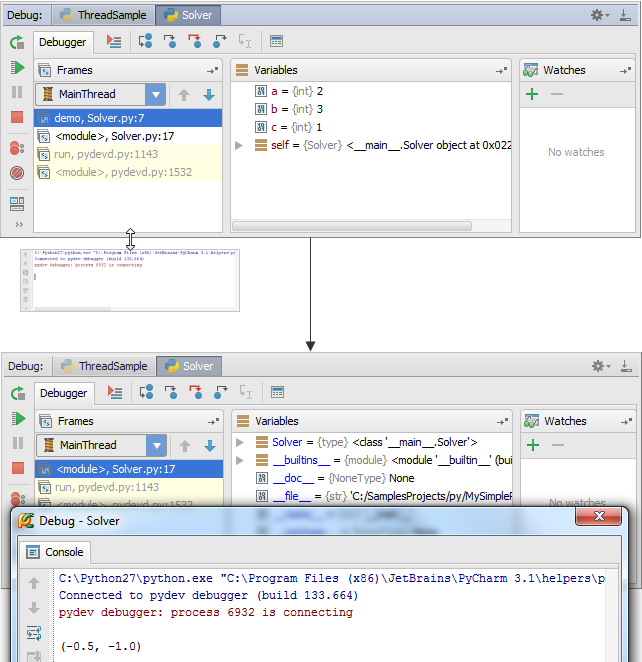 Debug: ThreadSample Solver
Debugger
Frames
MainThread
demo, Solver.py:7
<module>, Solver.py:17
run, pydevd.py:1143
<module>, pydevd.py:1532
Variables
a = {int} 2
b = {int} 3
c = {int} 1
self = {Solver} <__main__.Solver object at 0x022
Watches
No watches
C:\Python27\python.exe "C:\Program Files (x86)\JetBrains\PyCharm 3.1\helpers\py
Connected to pydev debugger (build 133.664)
pydev debugger: process 6932 is connecting
Debug: ThreadSample Solver
Debugger
Frames
MainThread
<module>, Solver.py:17
run, pydevd.py:1143
<module>, pydevd.py:1532
Variables
Solver = {type} <class '__main__.Solver'>
__builtins__ = {module} <module '__builtin__' (bui
__doc__ = {NoneType} None
__file__ = {str} 'C:/SamplesProjects/py/MySimpleP
Watches
No watches
Debug - Solver
Console
C:\Python27\python.exe "C:\Program Files (x86)\JetBrains\PyCharm 3.1\helpers\p
Connected to pydev debugger (build 133.664)
pydev debugger: process 6932 is connecting
(-0.5, -1.0)